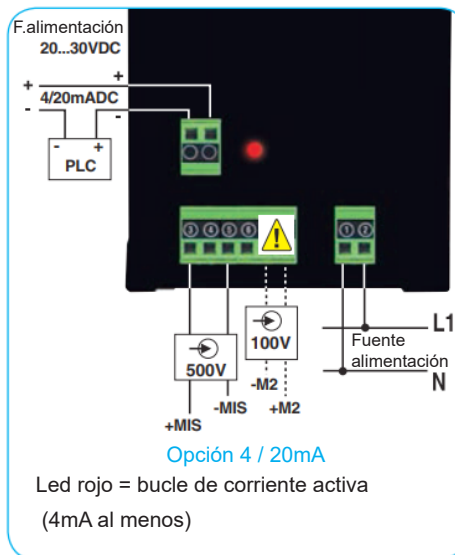 F.alimentación
20...30VDC
+
+
4/20mADC
-
-
- +
PLC
3 4 5 6
1 2
500V
100V
L1
Fuente
alimentación
N
-M2
-MIS
+M2
+MIS
Opción 4 / 20mA
Led rojo = bucle de corriente activa
(4mA al menos)